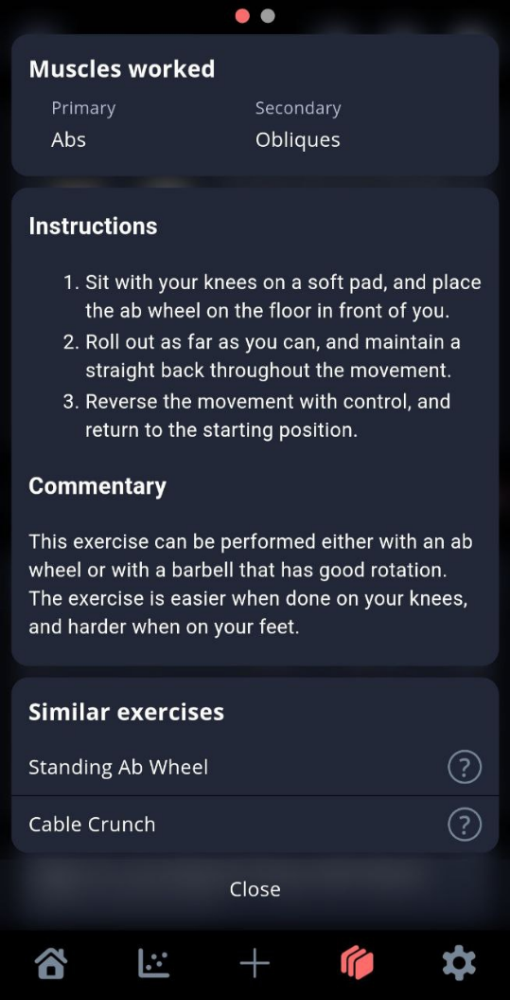 Muscles worked
Primary
Secondary
Abs
Obliques
Instructions
1. Sit with your knees on a soft pad, and place
the ab wheel on the floor in front of you.
2. Roll out as far as you can, and maintain a
straight back throughout the movement.
3. Reverse the movement with control, and
return to the starting position.
Commentary
This exercise can be performed either with an ab
wheel or with a barbell that has good rotation.
The exercise is easier when done on your knees,
and harder when on your feet.
Similar exercises
Standing Ab Wheel
?
Cable Crunch
?
Close